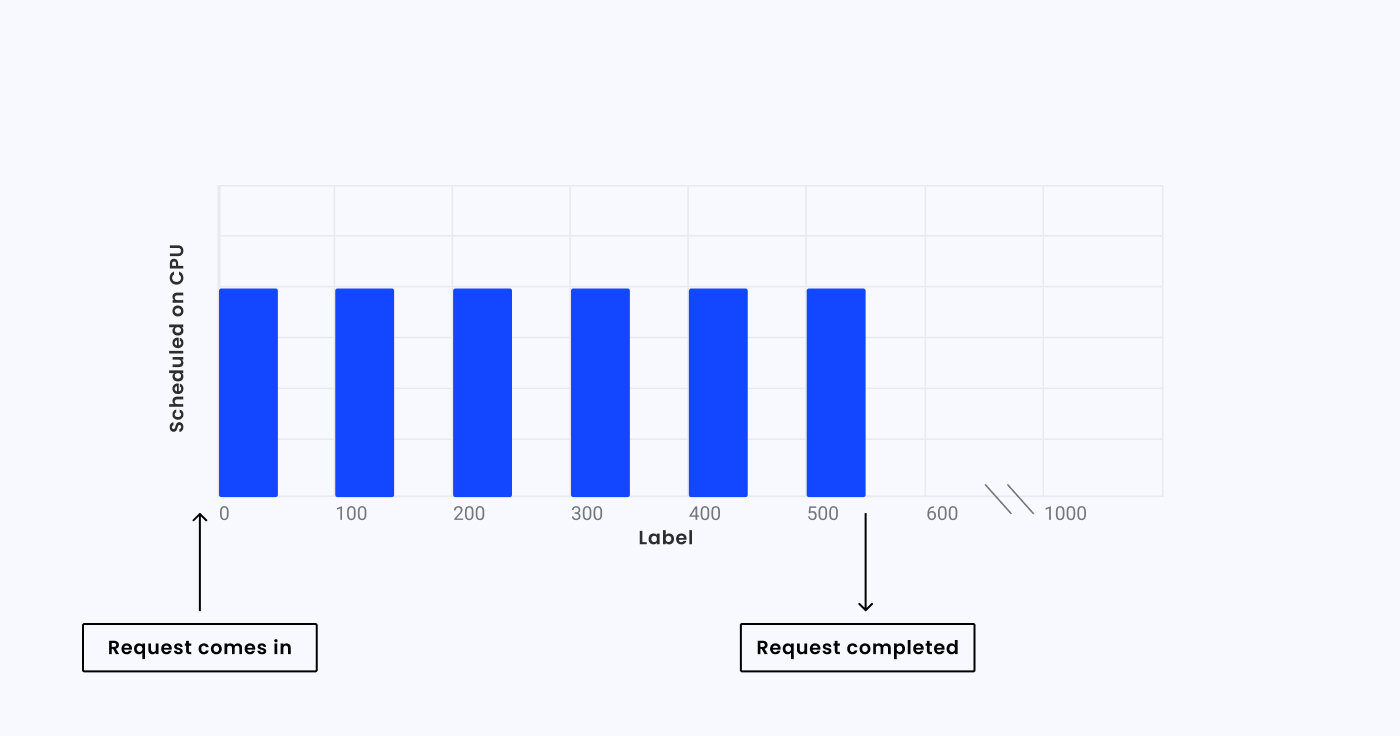 Scheduled on CPU
0 100 200 300 400 500 600 1000
Label
Request comes in
Request completed